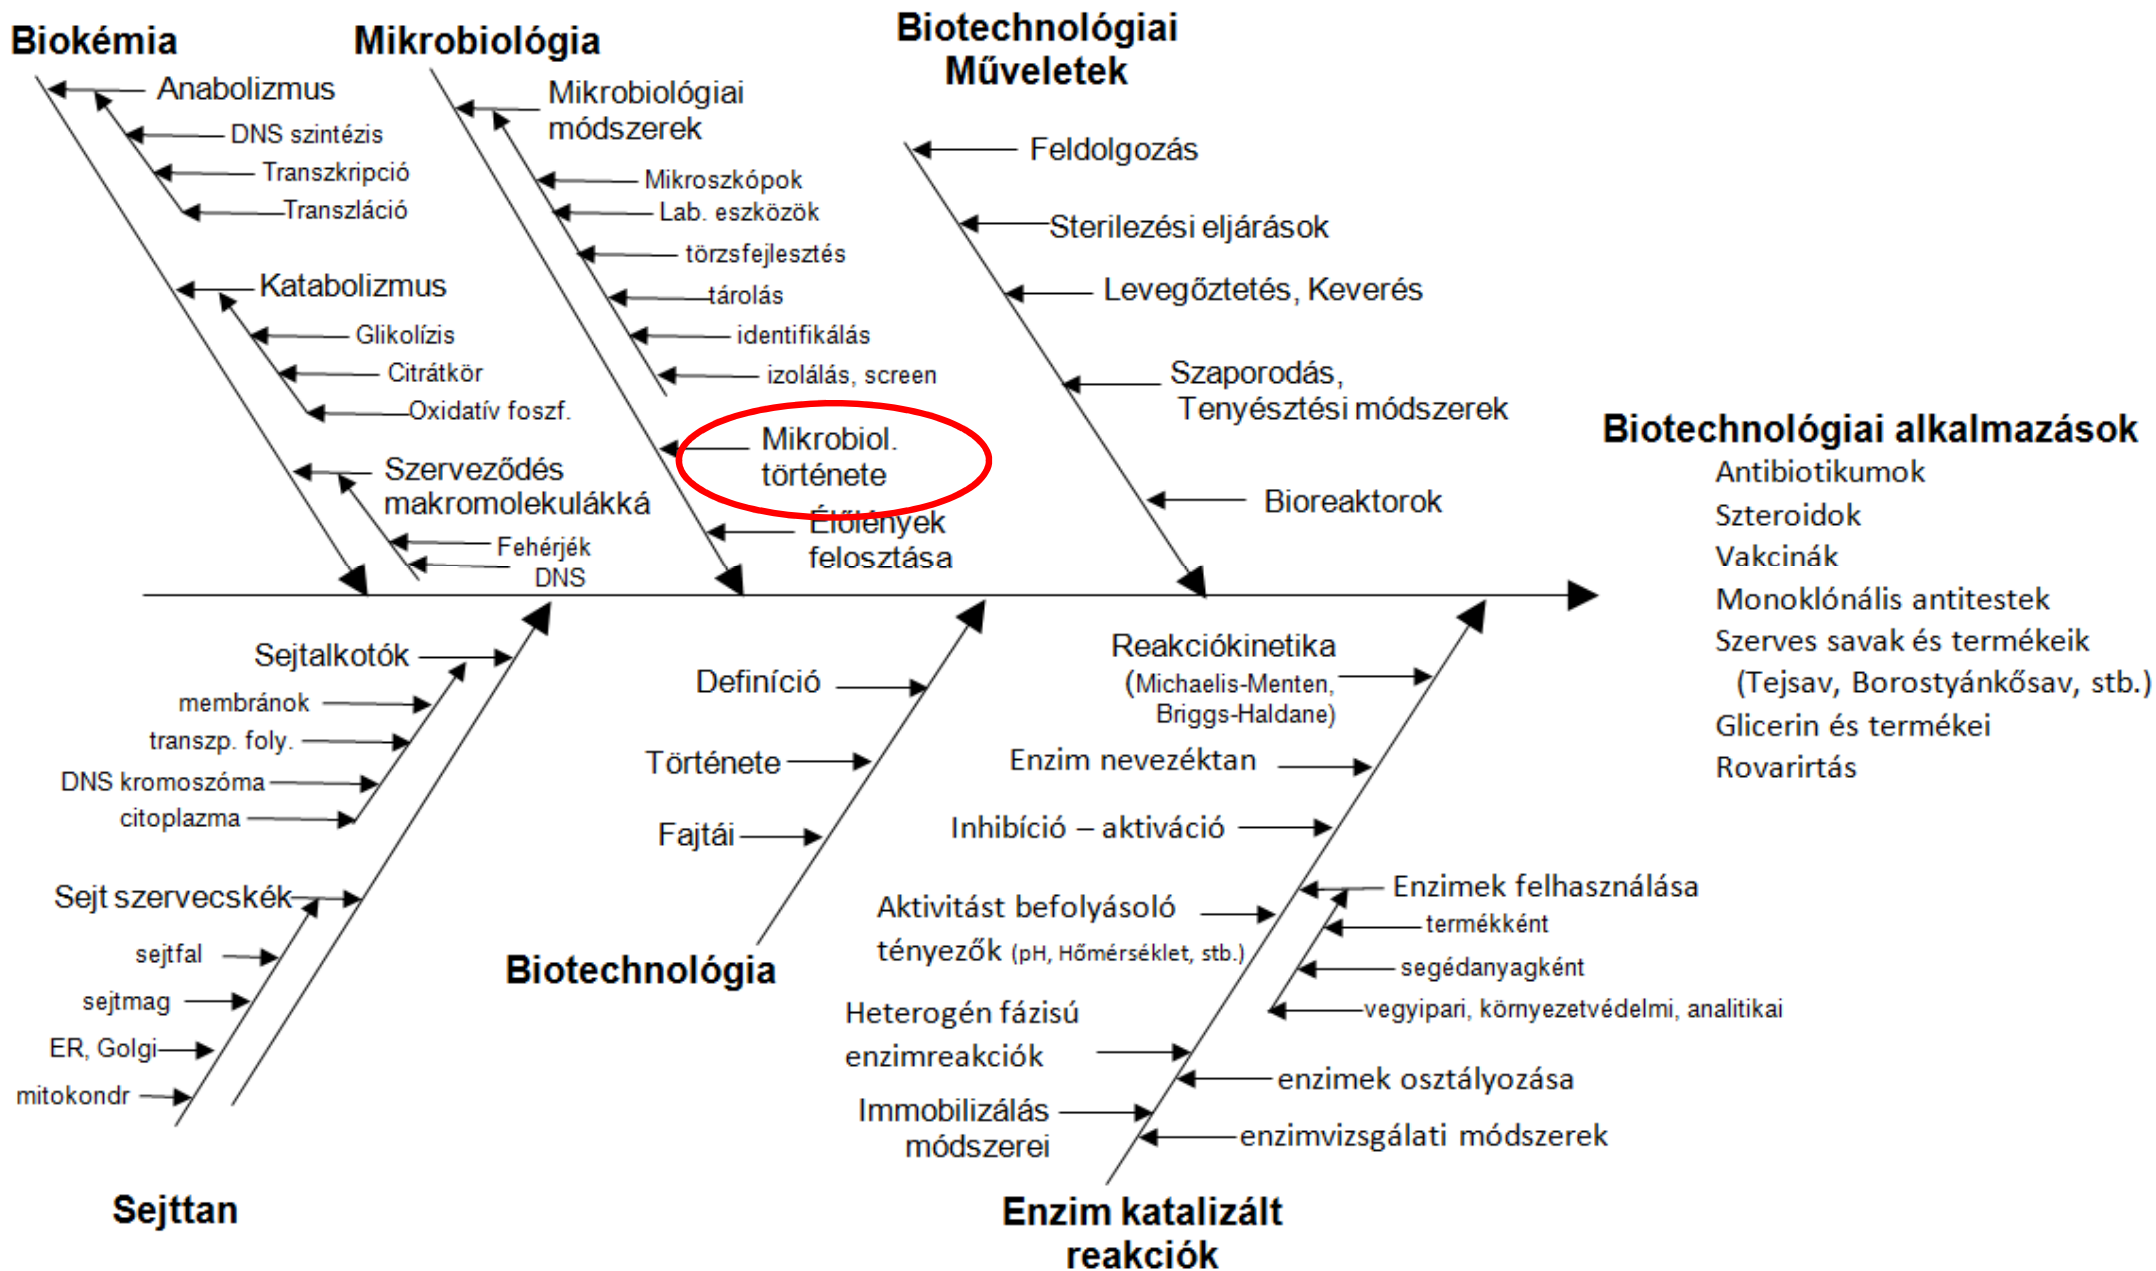 Biokémia
Anabolizmus
DNS szintézis
Transzkripció
Transzláció
Katabolizmus
Glikolízis
Citrátkör
Oxidatív foszf.
Szerveződés
makromolekulákká
Fehérjék
DNS
Mikrobiológia
Mikrobiológiai
módszerek
Mikroszkópok
Lab. eszközök
törzsfejlesztés
tárolás
identifikálás
izolálás, screen
Mikrobiol.
története
Élőlények
felosztása
Biotechnológiai
Műveletek
Feldolgozás
Sterilezési eljárások
Levegőztetés, Keverés
Szaporodás,
Tenyésztési módszerek
Bioreaktorok
Biotechnológiai alkalmazások
Antibiotikumok
Szteroidok
Vakcinák
Monoklónális antitestek
Szerves savak és termékeik
(Tejsav, Borostyánkősav, stb.)
Glicerin és termékei
Rovarirtás
Sejtalkotók
membránok
transzp. foly.
DNS kromoszóma
citoplazma
Sejt szervecskék
sejtfal
sejtmag
ER, Golgi
mitokondr
Sejttan
Definíció
Története
Fajtái
Biotechnológia
Reakciókinetika
(Michaelis-Menten,
Briggs-Haldane)
Enzim nevezéktan
Inhibíció – aktiváció
Aktivitást befolyásoló
tényezők (pH, Hőmérséklet, stb.)
Heterogén fázisú
enzimreakciók
Immobilizálás
módszerei
Enzimek felhasználása
termékként
segédanyagként
vegyipari, környezetvédelmi, analitikai
enzimek osztályozása
enzimvizsgálati módszerek
Enzim katalizált
reakciók